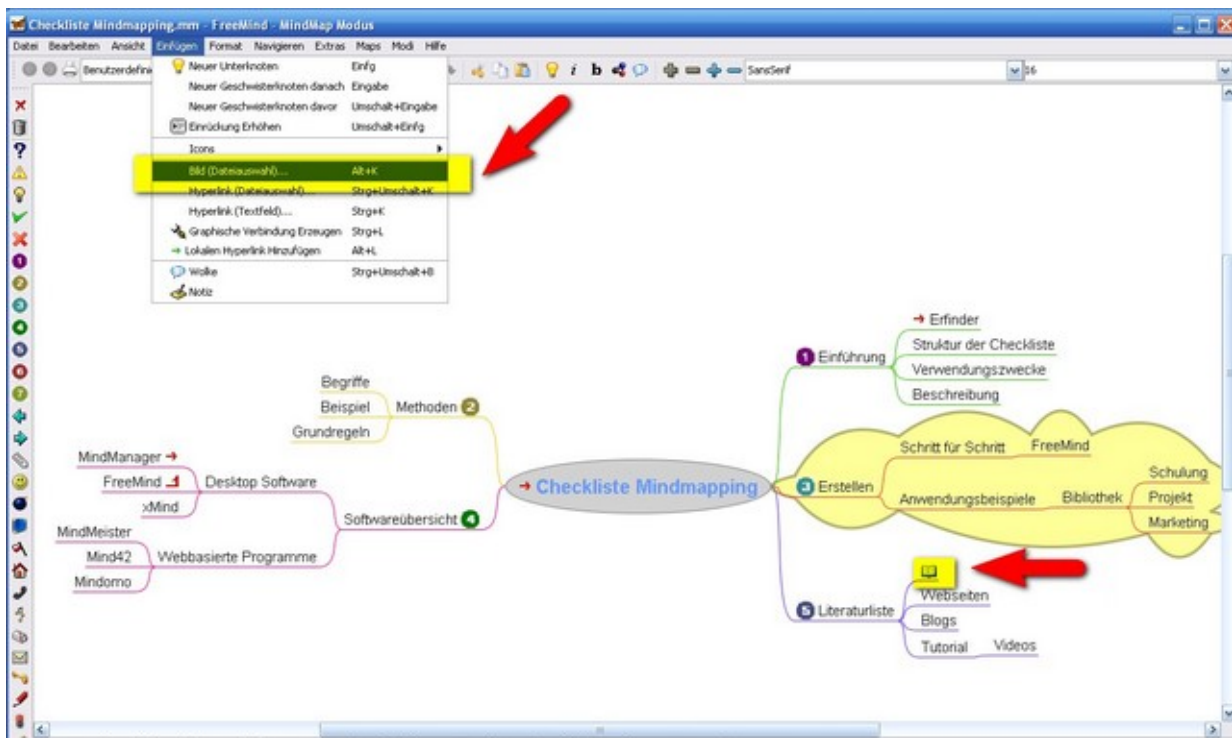 Checkliste Mindmapping.mm - FreeMind - MindMap Modus
Datei Bearbeiten Ansicht Einfügen Format Navigieren Extras Maps Modi Hilfe
SansSerif 16
Neuer Unterknoten Einfg
Neuer Geschwisterknoten danach Eingabe
Neuer Geschwisterknoten davor Umschalt+Eingabe
Einrückung Erhöhen Umschalt+Einfg
Icons
Bild (Dateiauswahl).... Alt+K
Hyperlink (Dateiauswahl).... Strg+Umschalt+K
Hyperlink (Textfeld).... Strg+K
Graphische Verbindung Erzeugen Strg+L
Lokalen Hyperlink Hinzufügen Alt+L
Wolke Strg+Umschalt+B
Notiz
Checkliste Mindmapping
1 Einführung
Erfinder
Struktur der Checkliste
Verwendungszwecke
Beschreibung
Methoden 2
Begriffe
Beispiel
Grundregeln
3 Erstellen
Schritt für Schritt
FreeMind
Anwendungsbeispiele
Bibliothek
Schulung
Projekt
Marketing
Softwareübersicht 4
Desktop Software
MindManager
FreeMind
xMind
Webbasierte Programme
MindMeister
Mind42
Mindomo
5 Literaturliste
Webseiten
Blogs
Tutorial
Videos